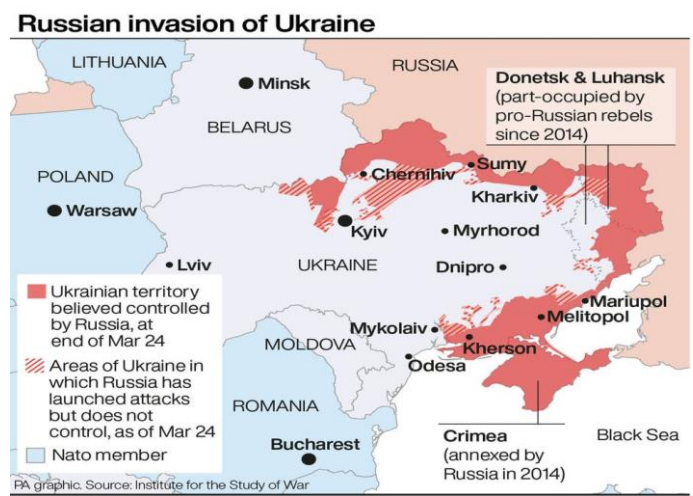 Russian invasion of Ukraine
LITHUANIA
RUSSIA
Minsk
Donetsk & Luhansk
(part-occupied by
pro-Russian rebels
since 2014)
BELARUS
POLAND
Warsaw
Chernihiv
Sumy
Kharkiv
Kyiv
Myrhorod
Lviv
UKRAINE
Dnipro
Ukrainian territory
believed controlled
by Russia, at
end of Mar 24
Areas of Ukraine in
which Russia has
launched attacks
but does not
control, as of Mar 24
Nato member
Mariupol
Melitopol
Mykolaiv
MOLDOVA
Kherson
Odesa
ROMANIA
Bucharest
Crimea
(annexed by
Russia in 2014)
Black Sea
PA graphic. Source: Institute for the Study of War